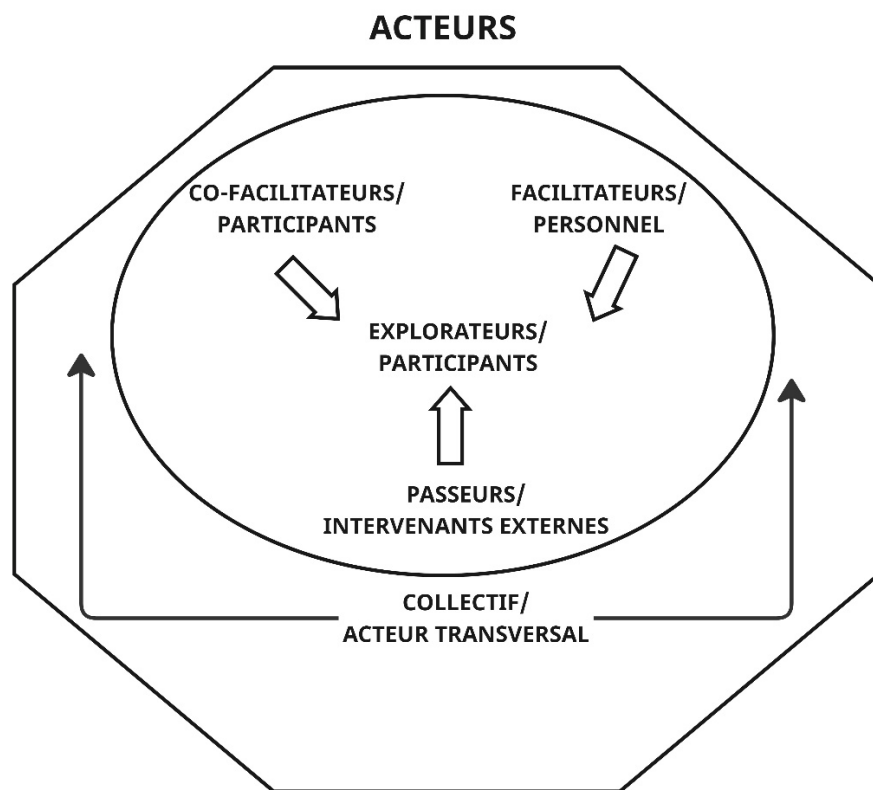 ACTEURS
CO-FACILITATEURS/
PARTICIPANTS
FACILITATEURS/
PERSONNEL
EXPLORATEURS/
PARTICIPANTS
PASSEURS/
INTERVENANTS EXTERNES
COLLECTIF/
ACTEUR TRANSVERSAL